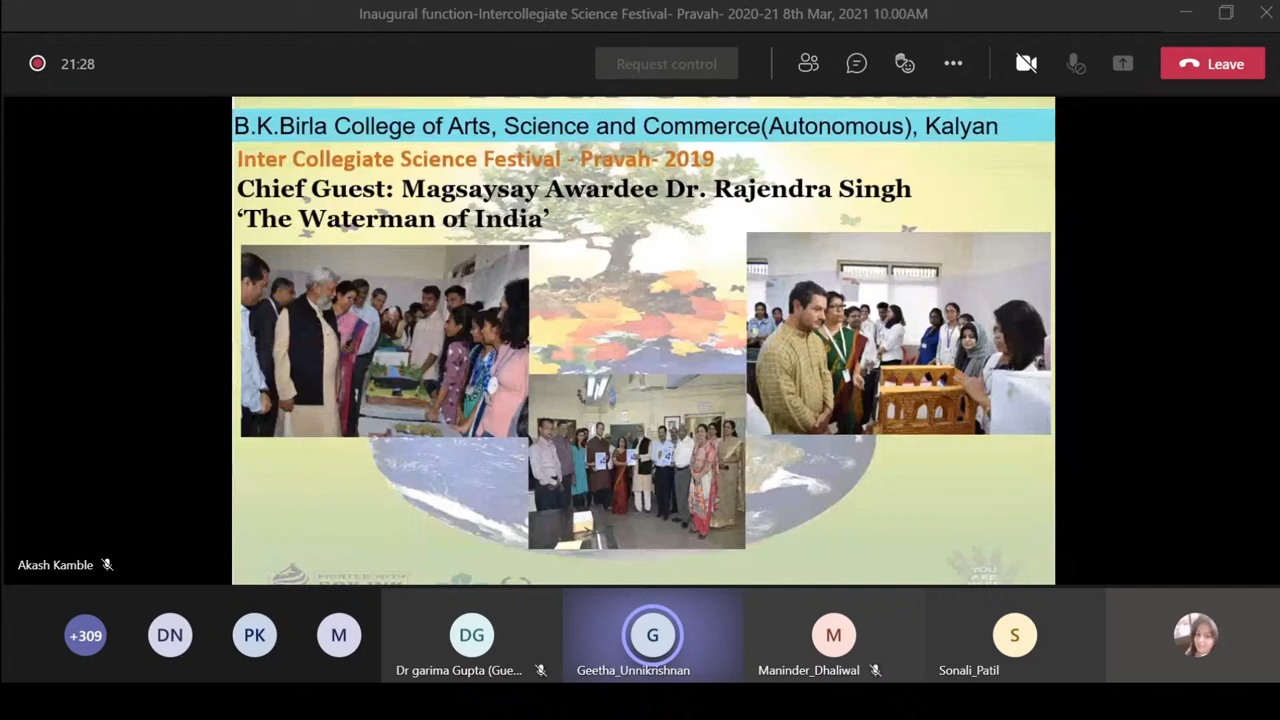 Inaugural function-Intercollegiate Science Festival- Pravah- 2020-21 8th Mar, 2021 10.00AM
21:28
Request control
Leave
B.K.Birla College of Arts, Science and Commerce(Autonomous), Kalyan
Inter Collegiate Science Festival - Pravah- 2019
Chief Guest: Magsaysay Awardee Dr. Rajendra Singh
‘The Waterman of India’
Akash Kamble
YOU
ARE
+309
DN
PK
M
DG
G
M
S
Dr garima Gupta (Gue...
Geetha_Unnikrishnan
Maninder_Dhaliwal
Sonali_Patil